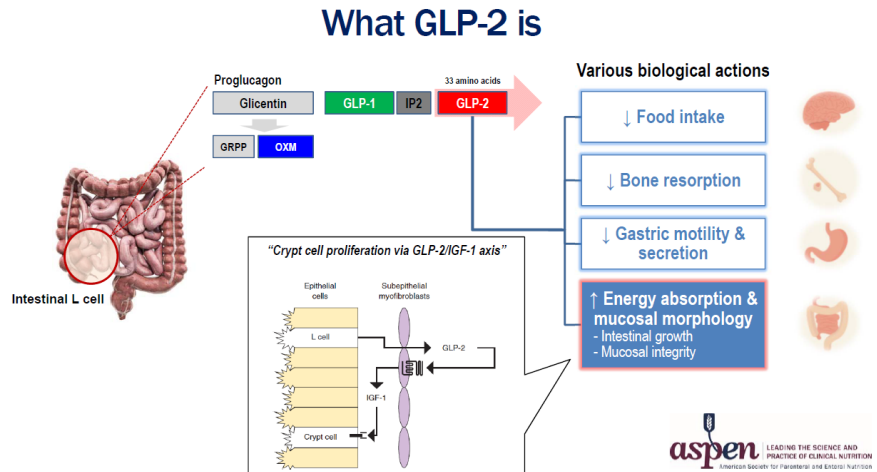 What GLP-2 is
Proglucagon
33 amino acids
Glicentin
GLP-1
IP2
GLP-2
GRPP
OXM
Intestinal L cell
Various biological actions
↓ Food intake
↓ Bone resorption
↓ Gastric motility &
secretion
↑ Energy absorption &
mucosal morphology
- Intestinal growth
- Mucosal integrity
"Crypt cell proliferation via GLP-2/IGF-1 axis"
Epithelial
cells
Subepithelial
myofibroblasts
L cell
GLP-2
IGF-1
Crypt cell
aspen
LEADING THE SCIENCE AND
PRACTICE OF CLINICAL NUTRITION
American Society for Parenteral and Enteral Nutrition